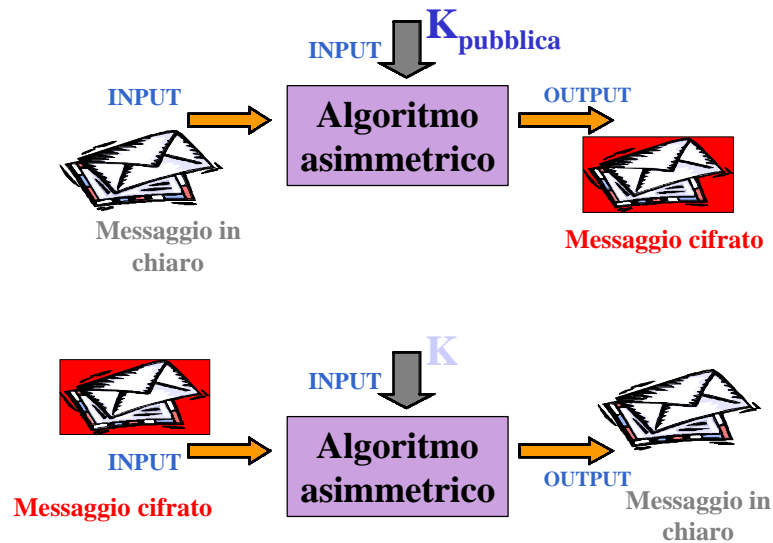 K pubblica
INPUT
INPUT
Algoritmo
asimmetrico
OUTPUT
Messaggio in
chiaro
Messaggio cifrato
K
INPUT
INPUT
Algoritmo
asimmetrico
OUTPUT
Messaggio cifrato
Messaggio in
chiaro